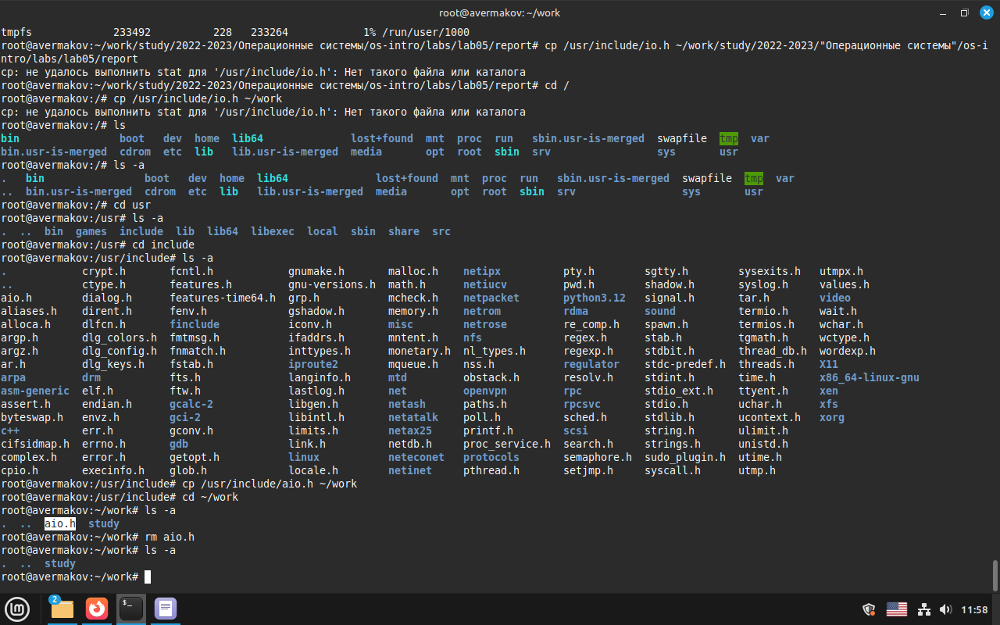 root@avermakov: ~/work
tmpfs 233492 228 233264 1% /run/user/1000
root@avermakov:~/work/study/2022-2023/Операционные системы/os-intro/labs/lab05/report# cp /usr/include/io.h ~/work/study/2022-2023/"Операционные системы"/os-i
ntro/labs/lab05/report
cp: не удалось выполнить stat для '/usr/include/io.h': Нет такого файла или каталога
root@avermakov:~/work/study/2022-2023/Операционные системы/os-intro/labs/lab05/report# cd /
root@avermakov:/# cp /usr/include/io.h ~/work
cp: не удалось выполнить stat для '/usr/include/io.h': Нет такого файла или каталога
root@avermakov:/# ls
bin boot dev home lib64 lost+found mnt proc run sbin.usr-is-merged swapfile tmp var
bin.usr-is-merged cdrom etc lib lib.usr-is-merged media opt root sbin srv sys usr
root@avermakov:/# ls -a
. bin boot dev home lib64 lost+found mnt proc run sbin.usr-is-merged swapfile tmp var
.. bin.usr-is-merged cdrom etc lib lib.usr-is-merged media opt root sbin srv sys usr
root@avermakov:/# cd usr
root@avermakov:/usr# ls -a
. .. bin games include lib lib64 libexec local sbin share src
root@avermakov:/usr# cd include
root@avermakov:/usr/include# ls -a
. crypt.h fcntl.h gnumake.h malloc.h netipx pty.h sgtty.h sysexits.h utmpx.h
.. ctype.h features.h gnu-versions.h math.h netiucv pwd.h shadow.h syslog.h values.h
aio.h dialog.h features-time64.h grp.h mcheck.h netpacket python3.12 signal.h tar.h video
aliases.h dirent.h fenv.h gshadow.h memory.h netrom rdma sound termio.h wait.h
alloca.h dlfcn.h finclude iconv.h misc netrose re_comp.h spawn.h termios.h wchar.h
argp.h dlg_colors.h fmtmsg.h ifaddrs.h mntent.h nfs regex.h stab.h tgmath.h wctype.h
argz.h dlg_config.h fnmatch.h inttypes.h monetary.h nl_types.h regexp.h stdbit.h thread_db.h wordexp.h
ar.h dlg_keys.h fstab.h iproute2 mqueue.h nss.h regulator stdc-predef.h threads.h X11
arpa drm fts.h langinfo.h mtd obstack.h resolv.h stdint.h time.h x86_64-linux-gnu
asm-generic elf.h ftw.h lastlog.h net openvpn rpc stdio_ext.h ttyent.h xen
assert.h endian.h gcalc-2 libgen.h netash paths.h rpcsvc stdio.h uchar.h xfs
byteswap.h envz.h gci-2 libintl.h netatalk poll.h sched.h stdlib.h ucontext.h xorg
c++ err.h gconv.h limits.h netax25 printf.h scsi string.h ulimit.h
cifsidmap.h errno.h gdb link.h netdb.h proc_service.h search.h strings.h unistd.h
complex.h error.h getopt.h linux neteconet protocols semaphore.h sudo_plugin.h utime.h
cpio.h execinfo.h glob.h locale.h netinet pthread.h setjmp.h syscall.h utmp.h
root@avermakov:/usr/include# cp /usr/include/aio.h ~/work
root@avermakov:/usr/include# cd ~/work
root@avermakov:~/work# ls -a
. .. aio.h study
root@avermakov:~/work# rm aio.h
root@avermakov:~/work# ls -a
. .. study
root@avermakov:~/work#
2
$_
11:58